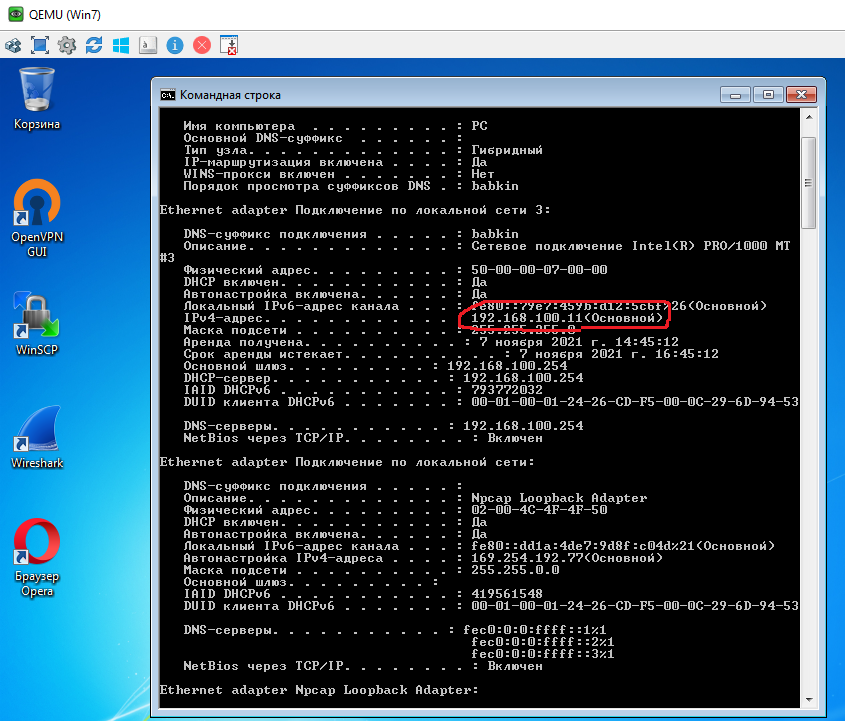 QEMU (Win7)
Корзина
OpenVPN
GUI
WinSCP
Wireshark
Браузер
Opera
Командная строка
Имя компьютера . . . . . . . . . : PC
Основной DNS-суффикс . . . . . . :
Тип узла. . . . . . . . . . . . . : Гибридный
IP-маршрутизация включена . . . . : Да
WINS-прокси включен . . . . . . . : Нет
Порядок просмотра суффиксов DNS . : babkin
Ethernet adapter Подключение по локальной сети 3:
DNS-суффикс подключения . . . . . : babkin
Описание. . . . . . . . . . . . . : Сетевое подключение Intel(R) PRO/1000 MT
#3
Физический адрес. . . . . . . . . : 50-00-00-07-00-00
DHCP включен. . . . . . . . . . . : Да
Автонастройка включена. . . . . . : Да
Локальный IPv6-адрес канала . . . : fe80::79e7:459b:d12:5c6f%26(Основной)
IPv4-адрес. . . . . . . . . . . . : 192.168.100.11(Основной)
Маска подсети . . . . . . . . . . : 255.255.255.0
Аренда получена. . . . . . . . . . : 7 ноября 2021 г. 14:45:12
Срок аренды истекает. . . . . . . . . . : 7 ноября 2021 г. 16:45:12
Основной шлюз. . . . . . . . . : 192.168.100.254
DHCP-сервер. . . . . . . . . . . : 192.168.100.254
IAID DHCPv6 . . . . . . . . . . . : 793772032
DUID клиента DHCPv6 . . . . . . . : 00-01-00-01-24-26-CD-F5-00-0C-29-6D-94-53
DNS-серверы. . . . . . . . . . . : 192.168.100.254
NetBios через TCP/IP. . . . . . . . : Включен
Ethernet adapter Подключение по локальной сети:
DNS-суффикс подключения . . . . . :
Описание. . . . . . . . . . . . . : Npcap Loopback Adapter
Физический адрес. . . . . . . . . : 02-00-4C-4F-4F-50
DHCP включен. . . . . . . . . . . : Да
Автонастройка включена. . . . . . : Да
Локальный IPv6-адрес канала . . . : fe80::dd1a:4de7:9d8f:c04d%21(Основной)
Автонастройка IPv4-адреса . . . . : 169.254.192.77(Основной)
Маска подсети . . . . . . . . . . : 255.255.0.0
Основной шлюз. . . . . . . . . :
IAID DHCPv6 . . . . . . . . . . . : 419561548
DUID клиента DHCPv6 . . . . . . . : 00-01-00-01-24-26-CD-F5-00-0C-29-6D-94-53
DNS-серверы. . . . . . . . . . . : fec0:0:0:ffff::1%1
fec0:0:0:ffff::2%1
fec0:0:0:ffff::3%1
NetBios через TCP/IP. . . . . . . . : Включен
Ethernet adapter Npcap Loopback Adapter: